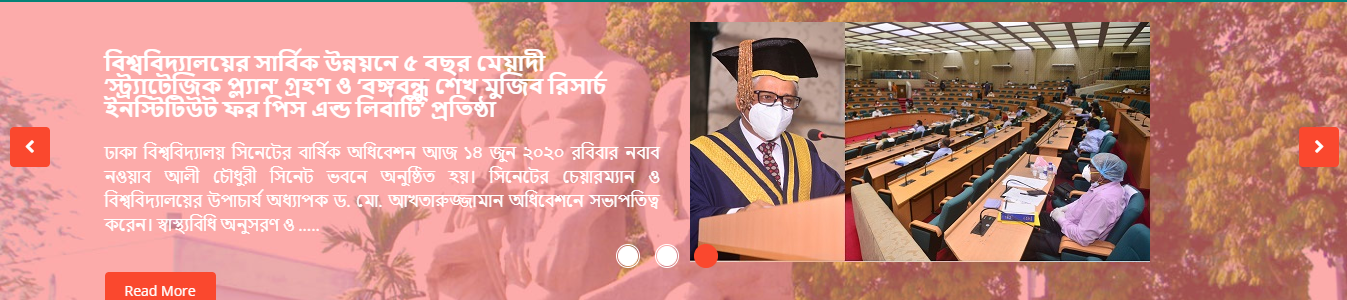 বিশ্ববিদ্যালয়ের সার্বিক উন্নয়নে ৫ বছর মেয়াদী
‘স্ট্র্যাটেজিক প্ল্যান’ গ্রহণ ও ‘বঙ্গবন্ধু শেখ মুজিব রিসার্চ
ইনস্টিটিউট ফর পিস এন্ড লিবার্টি’ প্রতিষ্ঠা
ঢাকা বিশ্ববিদ্যালয় সিনেটের বার্ষিক অধিবেশন আজ ১৪ জুন ২০২০ রবিবার নবাব
নওয়াব আলী চৌধুরী সিনেট ভবনে অনুষ্ঠিত হয়। সিনেটের চেয়ারম্যান ও
বিশ্ববিদ্যালয়ের উপাচার্য অধ্যাপক ড. মো. আখতারুজ্জামান অধিবেশনে সভাপতিত্ব
করেন। স্বাস্থ্যবিধি অনুসরণ ও .....
Read More